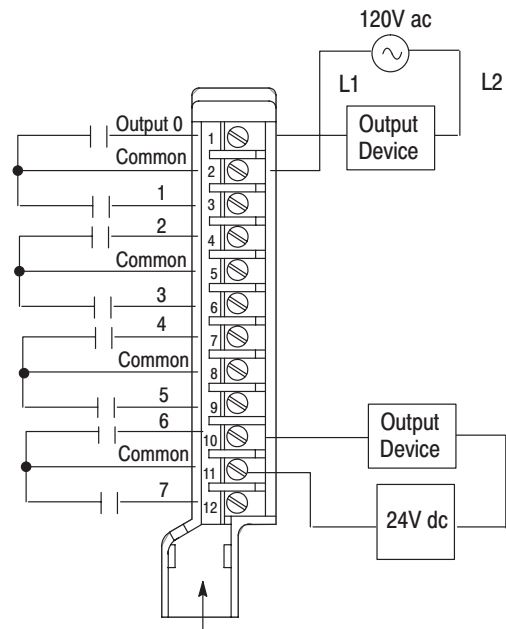 120V ac
L1
L2
Output 0
1
Output
Device
Common
2
1
3
2
4
Common
5
3
6
4
7
Common
8
5
9
6
10
Output
Device
Common
11
7
12
24V dc